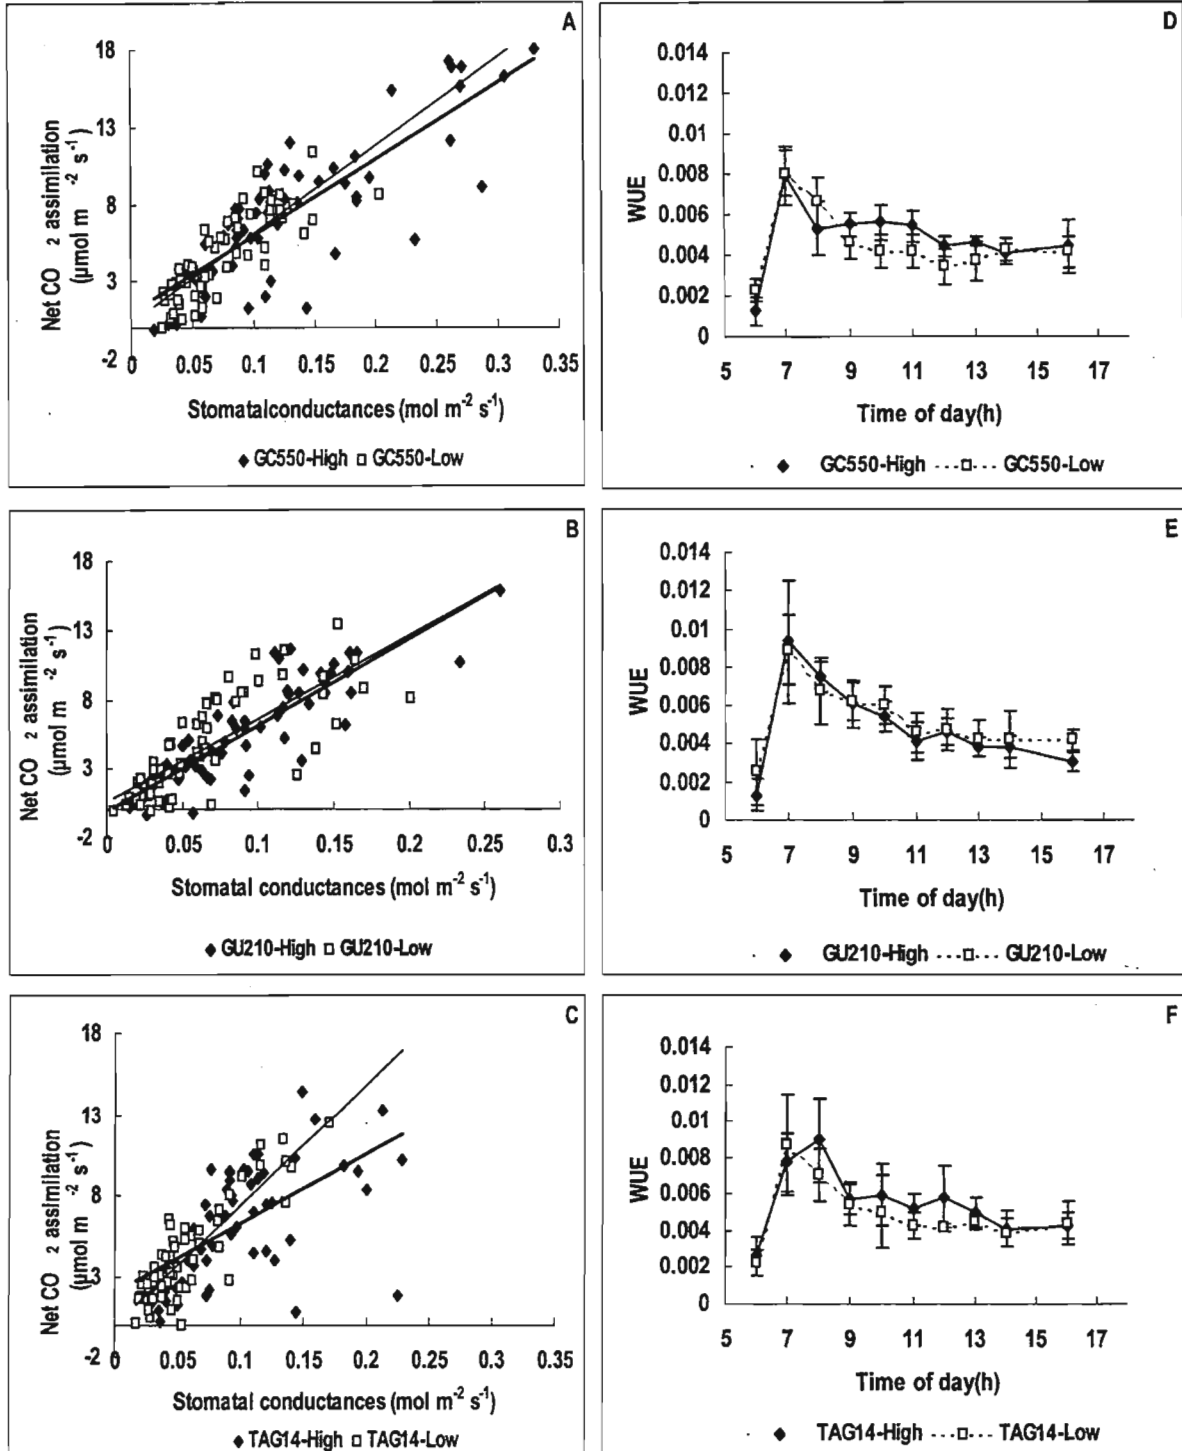 A
18
13
8
3
-2
0 0.05 0.1 0.15 0.2 0.25 0.3 0.35
Net CO 2 assimilation
(μmol m -2 s-1)
Stomatalconductances (mol m-2 s-1)
GC550-High GC550-Low
D
0.014
0.012
0.01
0.008
0.006
0.004
0.002
0
5 7 9 11 13 15 17
WUE
Time of day(h)
GC550-High GC550-Low
B
18
13
8
3
-2
0 0.05 0.1 0.15 0.2 0.25 0.3
Net CO 2 assimilation
(μmol m -2 s-1)
Stomatal conductances (mol m-2 s-1)
GU210-High GU210-Low
E
0.014
0.012
0.01
0.008
0.006
0.004
0.002
0
5 7 9 11 13 15 17
WUE
Time of day(h)
GU210-High GU210-Low
C
18
13
8
3
-2
0 0.05 0.1 0.15 0.2 0.25 0.3 0.35
Net CO 2 assimilation
(μmol m -2 s-1)
Stomatal conductances (mol m-2 s-1)
TAG14-High TAG14-Low
F
0.014
0.012
0.01
0.008
0.006
0.004
0.002
0
5 7 9 11 13 15 17
WUE
Time of day(h)
TAG14-High TAG14-Low